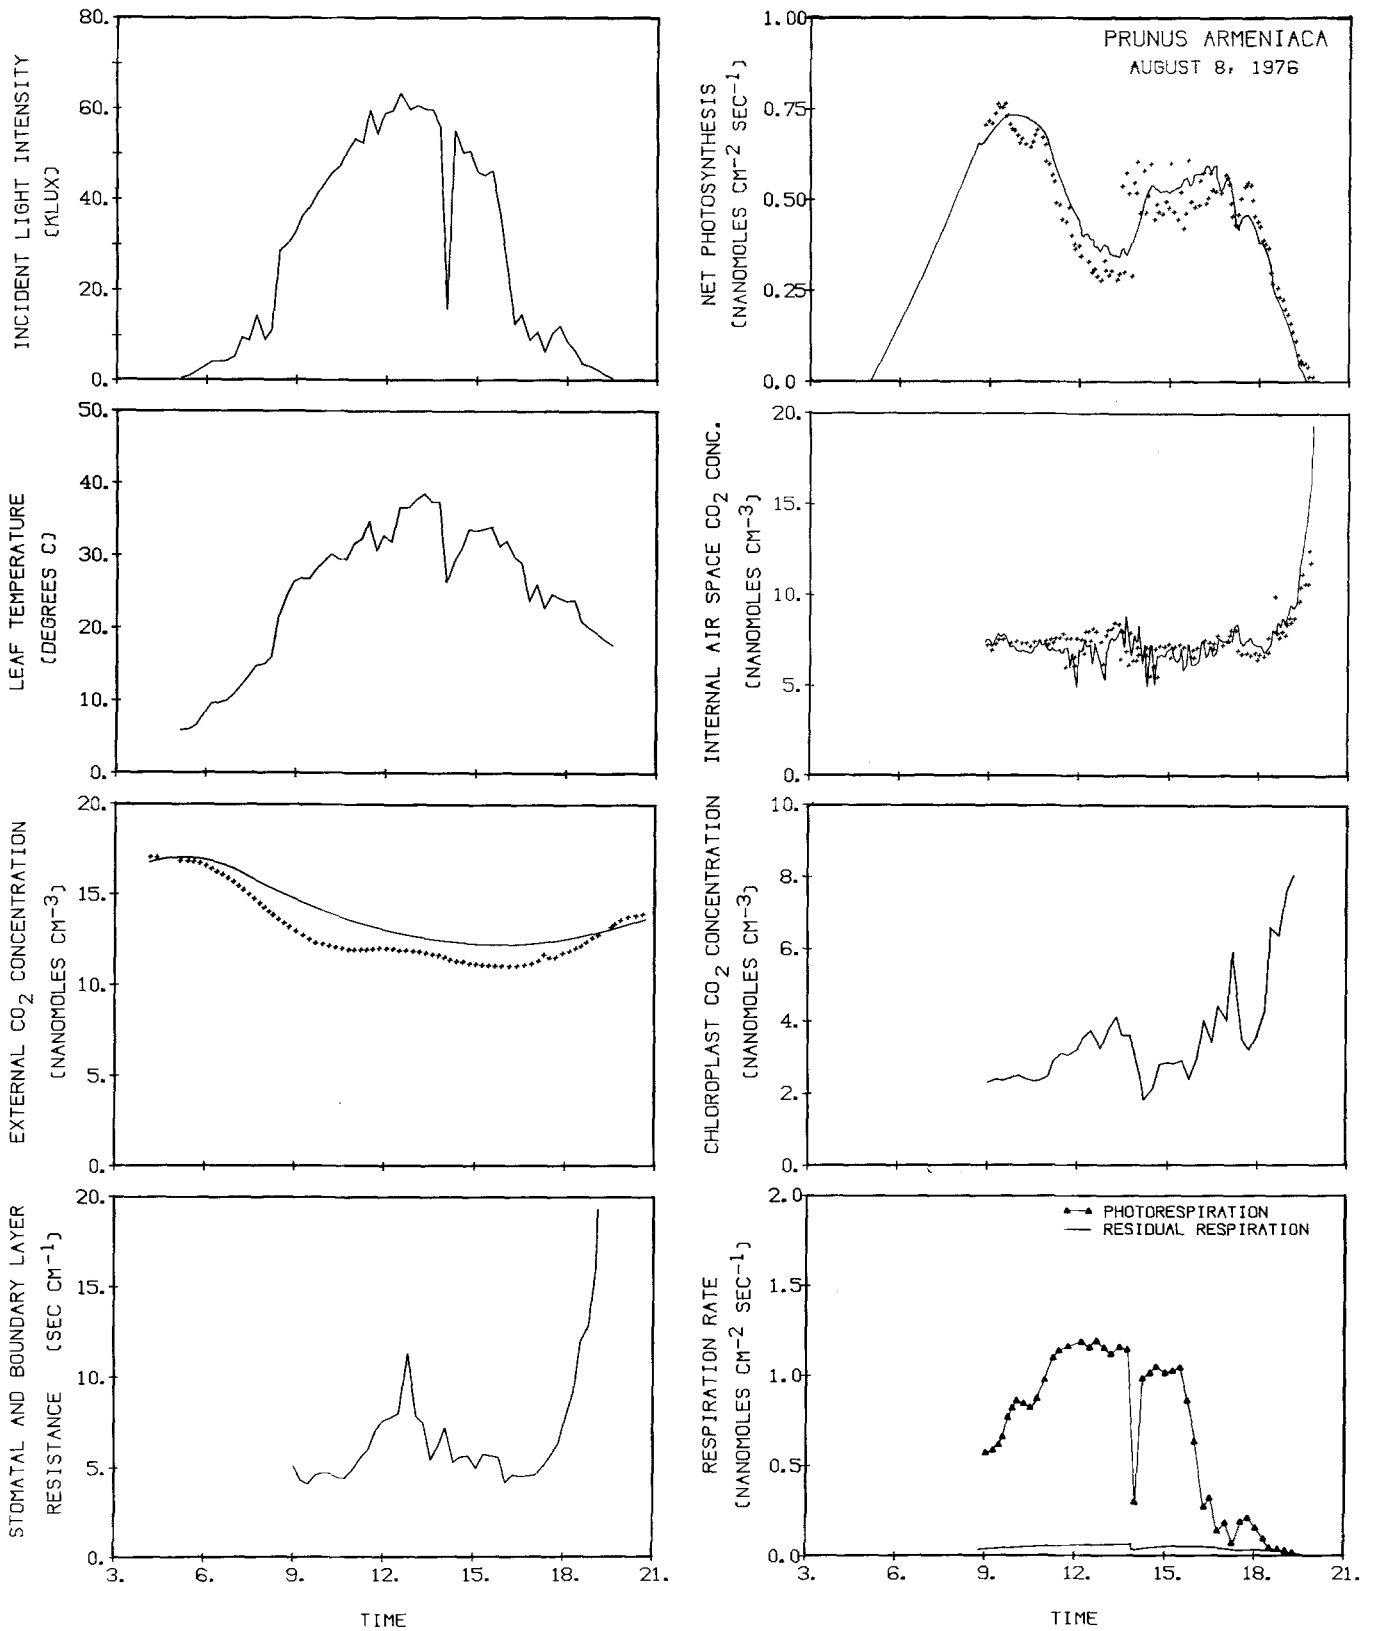 INCIDENT LIGHT INTENSITY
(KLUX)
80.
60.
40.
20.
0.
NET PHOTOSYNTHESIS
(NANOMOLES CM-2 SEC-1)
1.00
0.75
0.50
0.25
0.0
PRUNUS ARMENIACA
AUGUST 8, 1976
LEAF TEMPERATURE
(DEGREES C)
50.
40.
30.
20.
10.
0.
INTERNAL AIR SPACE CO2 CONC.
(NANOMOLES CM-3)
20.
15.
10.
5.
0.
EXTERNAL CO2 CONCENTRATION
(NANOMOLES CM-3)
20.
15.
10.
5.
0.
CHLOROPLAST CO2 CONCENTRATION
(NANOMOLES CM-3)
10.
8.
6.
4.
2.
0.
STOMATAL AND BOUNDARY LAYER
RESISTANCE (SEC CM-1)
20.
15.
10.
5.
0.
3. 6. 9. 12. 15. 18. 21.
TIME
RESPIRATION RATE
(NANOMOLES CM-2 SEC-1)
2.0
1.5
1.0
0.5
0.0
PHOTORESPIRATION
RESIDUAL RESPIRATION
3. 6. 9. 12. 15. 18. 21.
TIME